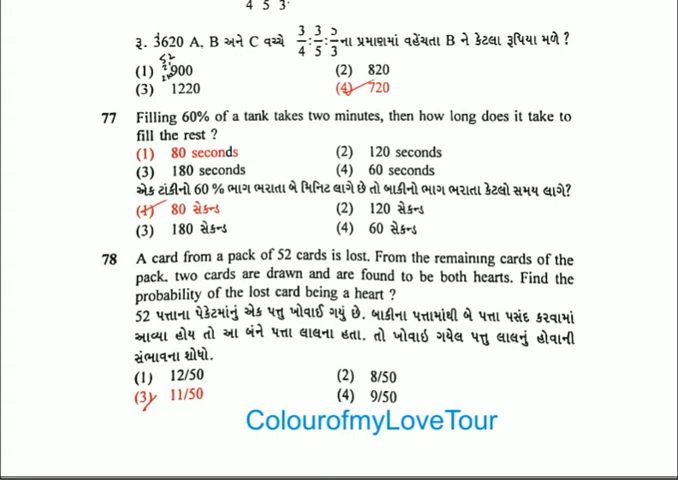 4 5 3
રૂ. 3620 A, B અને C વચ્ચે 3/4:3/5:5/3ના પ્રમાણમાં વહેંચતા B ને કેટલા રૂપિયા મળે ?
(1) 900 (2) 820
(3) 1220 (4) 720
77 Filling 60% of a tank takes two minutes, then how long does it take to
fill the rest ?
(1) 80 seconds (2) 120 seconds
(3) 180 seconds (4) 60 seconds
એક ટાંકીનો 60 % ભાગ ભરાતા બે મિનિટ લાગે છે તો બાકીનો ભાગ ભરાતા કેટલો સમય લાગે?
(1) 80 સેકન્ડ (2) 120 સેકન્ડ
(3) 180 સેકન્ડ (4) 60 સેકન્ડ
78 A card from a pack of 52 cards is lost. From the remaining cards of the
pack, two cards are drawn and are found to be both hearts. Find the
probability of the lost card being a heart ?
52 પત્તાના પેકેટમાંનું એક પત્તુ ખોવાઈ ગયું છે. બાકીના પત્તામાંથી બે પત્તા પસંદ કરવામાં
આવ્યા હોય તો આ બંને પત્તા લાલના હતા. તો ખોવાઇ ગયેલ પત્તુ લાલનું હોવાની
સંભાવના શોધો.
(1) 12/50 (2) 8/50
(3) 11/50 (4) 9/50
ColourofmyLoveTour